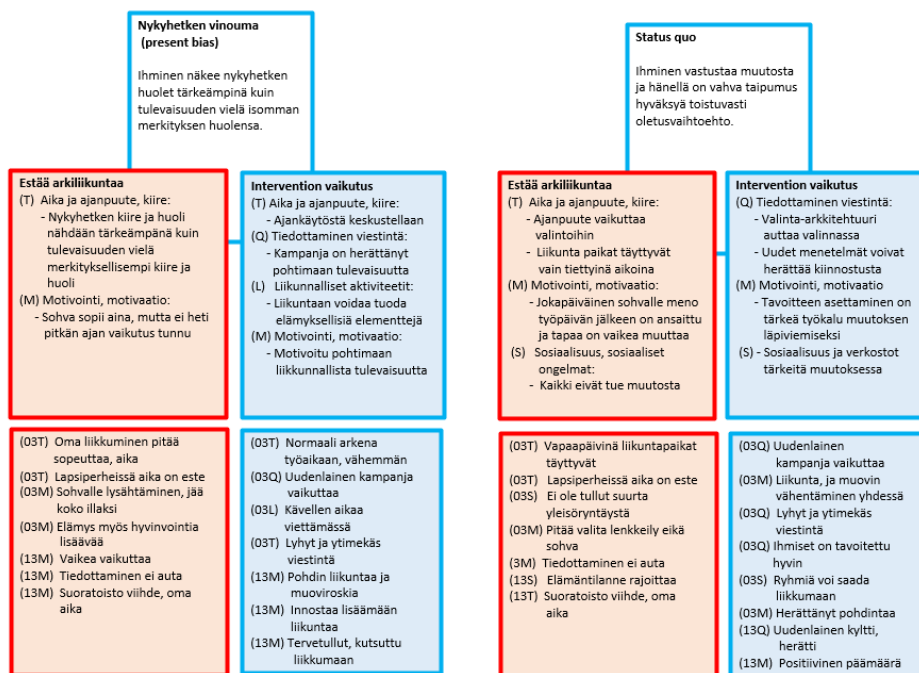 Nykyhetken vinouma
(present bias)
Ihminen näkee nykyhetken
huolet tärkeämpinä kuin
tulevaisuuden vielä isomman
merkityksen huolensa.
Estää arkiliikuntaa
(T) Aika ja ajanpuute, kiire:
- Nykyhetken kiire ja huoli
nähdään tärkeämpänä kuin
tulevaisuuden vielä
merkityksellisempi kiire ja
huoli
(M) Motivointi, motivaatio:
- Sohva sopii aina, mutta ei heti
pitkän ajan vaikutus tunnu
Intervention vaikutus
(T) Aika ja ajanpuute, kiire:
- Ajankäytöstä keskustellaan
(Q) Tiedottaminen viestintä:
- Kampanja on herättänyt
pohtimaan tulevaisuutta
(L) Liikunnalliset aktiviteetit:
- Liikuntaan voidaa tuoda
elämyksellisiä elementtejä
(M) Motivointi, motvaatio:
- Motivoitu pohtimaan
liikkunnallista tulevaisuutta
(03T) Oma liikkuminen pitää
sopeuttaa, aika
(03T) Lapsiperheissä aika on este
(03M) Sohvalle lysähtäminen, jää
koko illaksi
(03M) Elämys myös hyvinvointia
lisäävää
(13M) Vaikea vaikuttaa
(13M) Tiedottaminen ei auta
(13M) Suoratoisto viihde, oma
aika
(03T) Normaali arkena
työaikaan, vähemmän
(03Q) Uudenlainen kampanja
vaikuttaa
(03L) Kävellen aikaa
viettämässä
(03T) Lyhyt ja ytimekäs
viestintä
(13M) Pohdin liikuntaa ja
muoviroskia
(13M) Innostaa lisäämään
liikuntaa
(13M) Tervetullut, kutsuttu
liikkumaan
Status quo
Ihminen vastustaa muutosta
ja hänellä on vahva taipumus
hyväksyä toistuvasti
oletusvaihtoehto.
Estää arkiliikuntaa
(T) Aika ja ajanpuute, kiire:
- Ajanpuute vaikuttaa
valintoihin
- Liikunta paikat täyttyvät
vain tiettyinä aikoina
(M) Motivointi, motivaatio:
- Jokapäiväinen sohvalle meno
työpäivän jälkeen on ansaittu
ja tapaa on vaikea muuttaa
(S) Sosiaalisuus, sosiaaliset
ongelmat:
- Kaikki eivät tue muutosta
Intervention vaikutus
(Q) Tiedottaminen viestintä:
- Valinta-arkkitehtuuri
auttaa valinnassa
- Uudet menetelmät voivat
herättää kiinnostusta
(M) Motivointi, motivaatio
- Tavoitteen asettaminen on
tärkeä työkalu muutoksen
läpiviemiseksi
(S) - Sosiaalisuus ja verkostot
tärkeitä muutoksessa
(03T) Vapaapäivinä liikuntapaikat
täyttyvät
(03T) Lapsiperheissä aika on este
(03S) Ei ole tullut suurta
yleisöryntäystä
(03M) Pitää valita lenkkeily eikä
sohva
(3M) Tiedottaminen ei auta
(13S) Elämäntilanne rajoittaa
(13T) Suoratoisto viihde, oma
aika
(03Q) Uudenlainen
kampanja vaikuttaa
(03M) Liikunta, ja muovin
vähentäminen yhdessä
(03Q) Lyhyt ja ytimekäs
viestintä
(03Q) Ihmiset on tavoitettu
hyvin
(03S) Ryhmiä voi saada
liikkumaan
(03M) Herättänyt pohdintaa
(13Q) Uudenlainen kyltti,
herätti
(13M) Positiivinen päämäärä